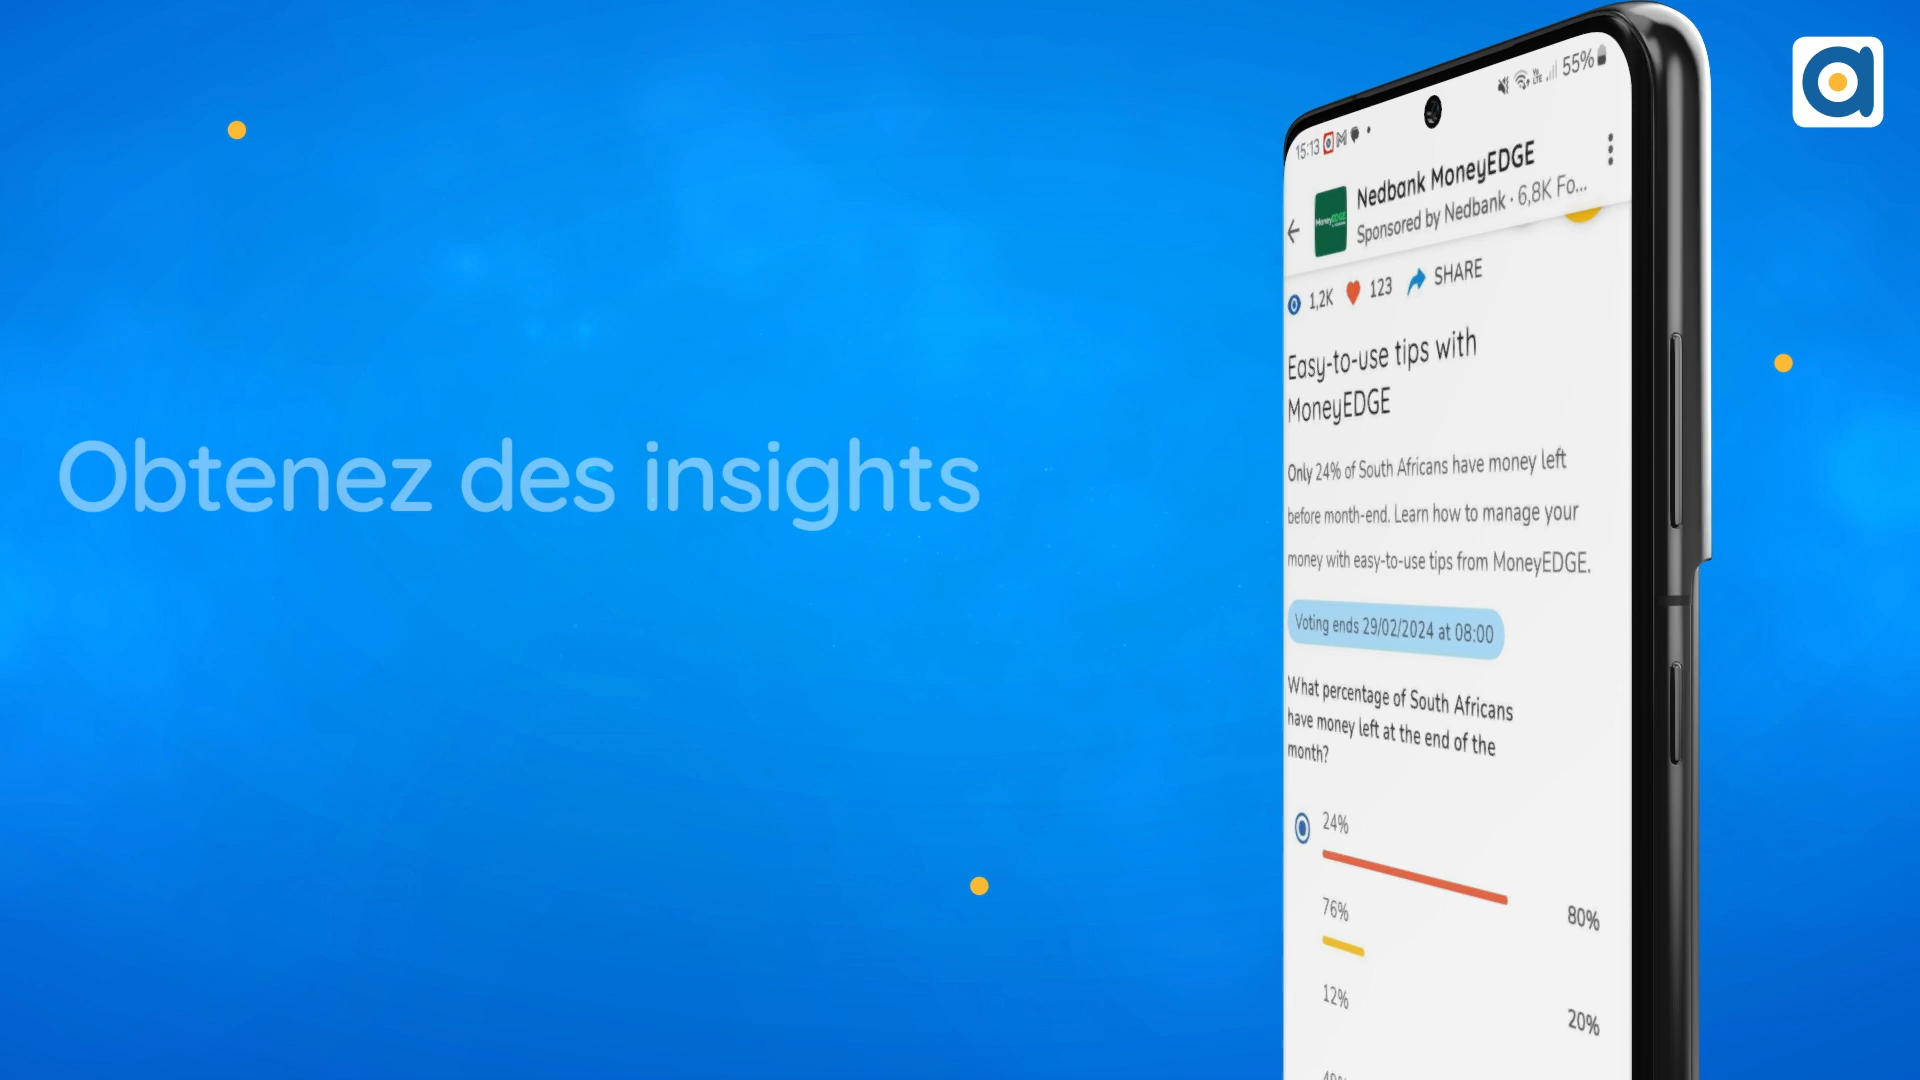 Obtenez des insights
15:13
55%
Nedbank MoneyEDGE
Sponsored by Nedbank · 6,8K Fo...
1,2K 123 SHARE
Easy-to-use tips with
MoneyEDGE
Only 24% of South Africans have money left
before month-end. Learn how to manage your
money with easy-to-use tips from MoneyEDGE.
Voting ends 29/02/2024 at 08:00
What percentage of South Africans
have money left at the end of the
month?
24%
80%
76%
20%
12%